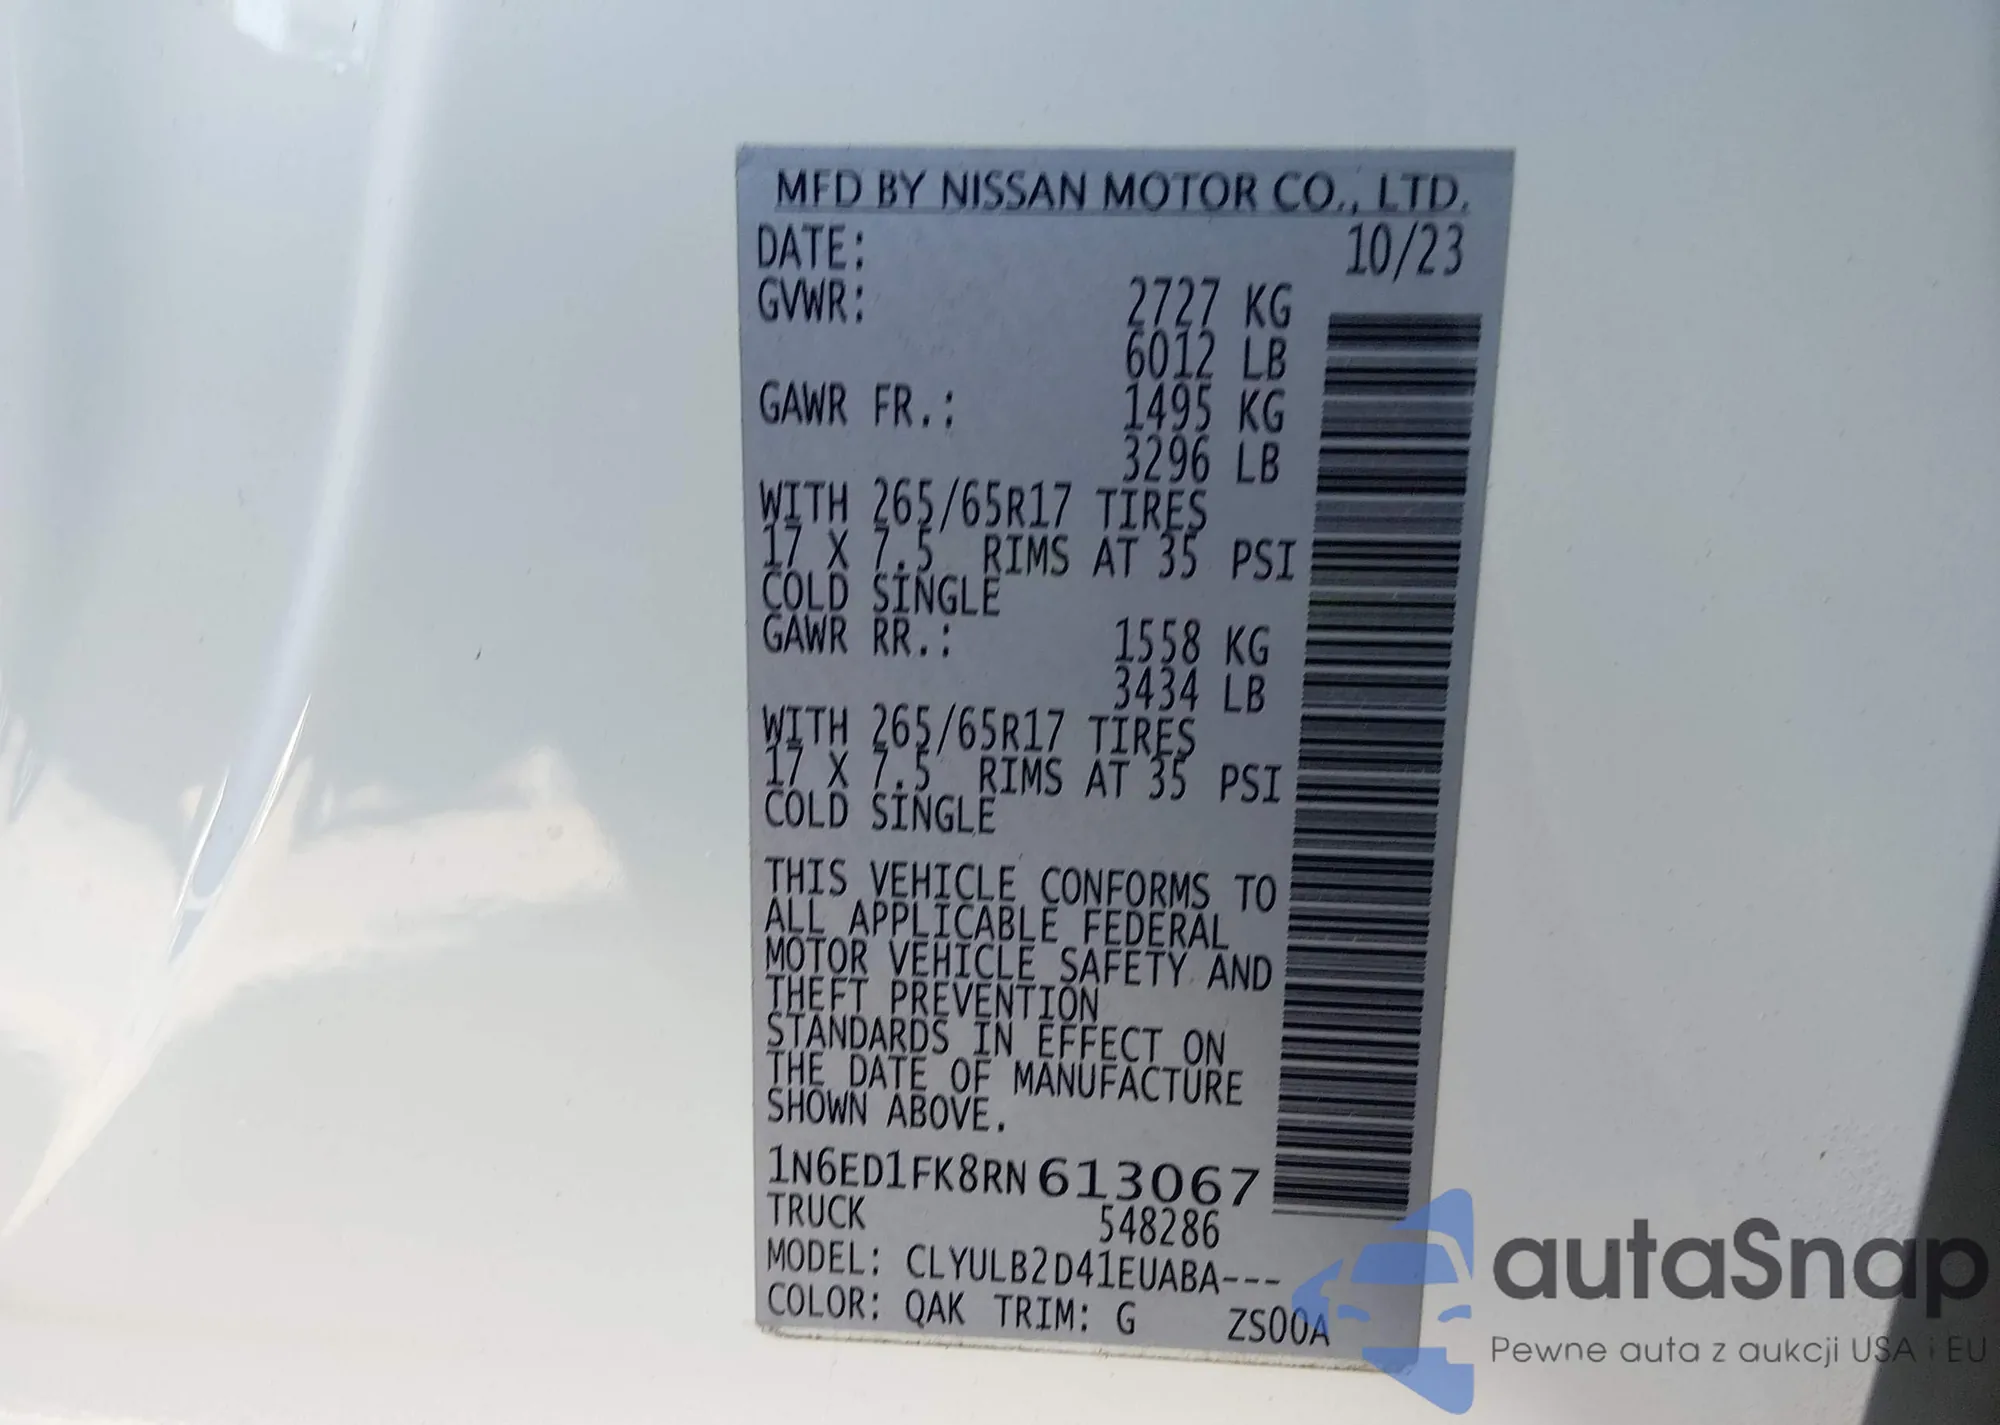 MFD BY NISSAN MOTOR CO., LTD.
DATE: 10/23
GVWR: 2727 KG
6012 LB
GAWR FR.: 1495 KG
3296 LB
WITH 265/65R17 TIRES
17 X 7.5 RIMS AT 35 PSI
COLD SINGLE
GAWR RR.: 1558 KG
3434 LB
WITH 265/65R17 TIRES
17 X 7.5 RIMS AT 35 PSI
COLD SINGLE
THIS VEHICLE CONFORMS TO
ALL APPLICABLE FEDERAL
MOTOR VEHICLE SAFETY AND
THEFT PREVENTION
STANDARDS IN EFFECT ON
THE DATE OF MANUFACTURE
SHOWN ABOVE.
1N6ED1FK8RN613067
TRUCK 548286
MODEL: CLYULB2D41EUABA---
COLOR: QAK TRIM: G ZS00A
autaSnap
Pewne auta z aukcji USA i EU